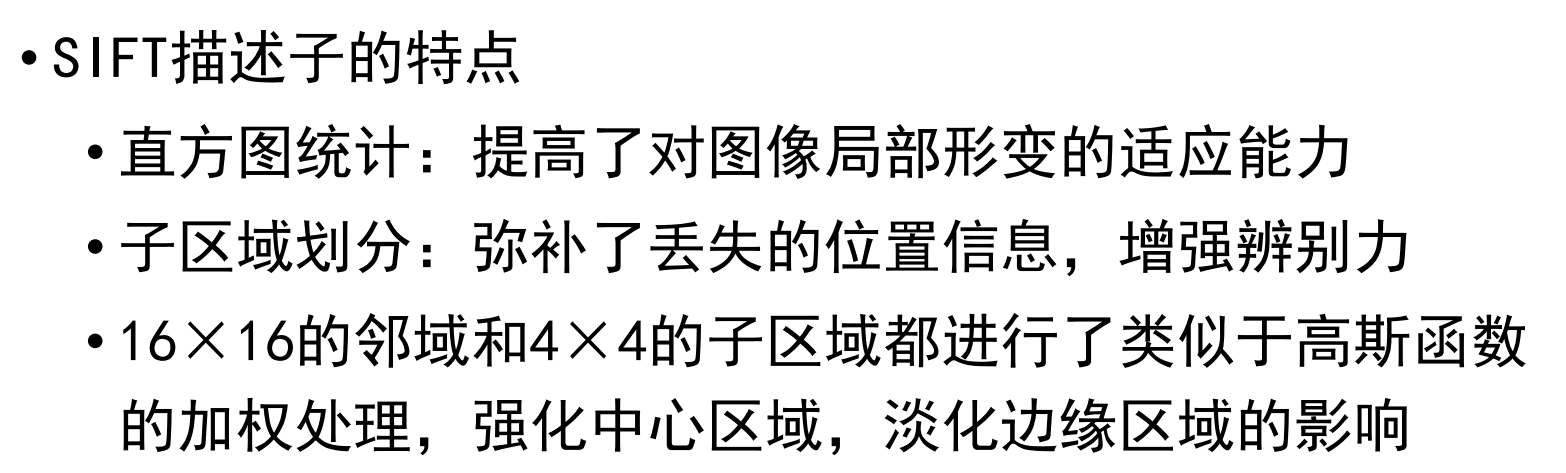 • SIFT描述子的特点
• 直方图统计：提高了对图像局部形变的适应能力
• 子区域划分：弥补了丢失的位置信息，增强辨别力
• 16×16的邻域和4×4的子区域都进行了类似于高斯函数
的加权处理，强化中心区域，淡化边缘区域的影响